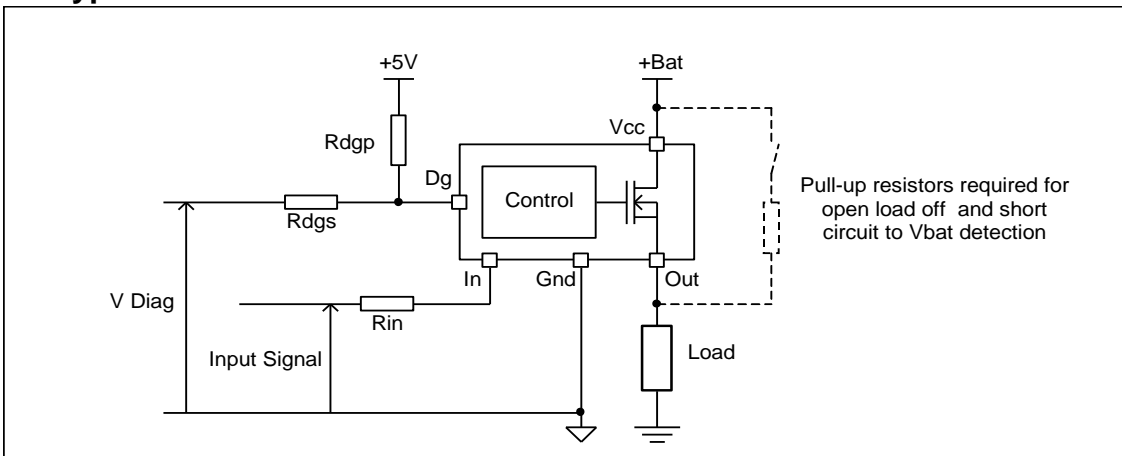 +5V
+Bat
Rdgp
Vcc
Dg
Control
Rdgs
Pull-up resistors required for
open load off and short
circuit to Vbat detection
In
Gnd
Out
V Diag
Rin
Input Signal
Load